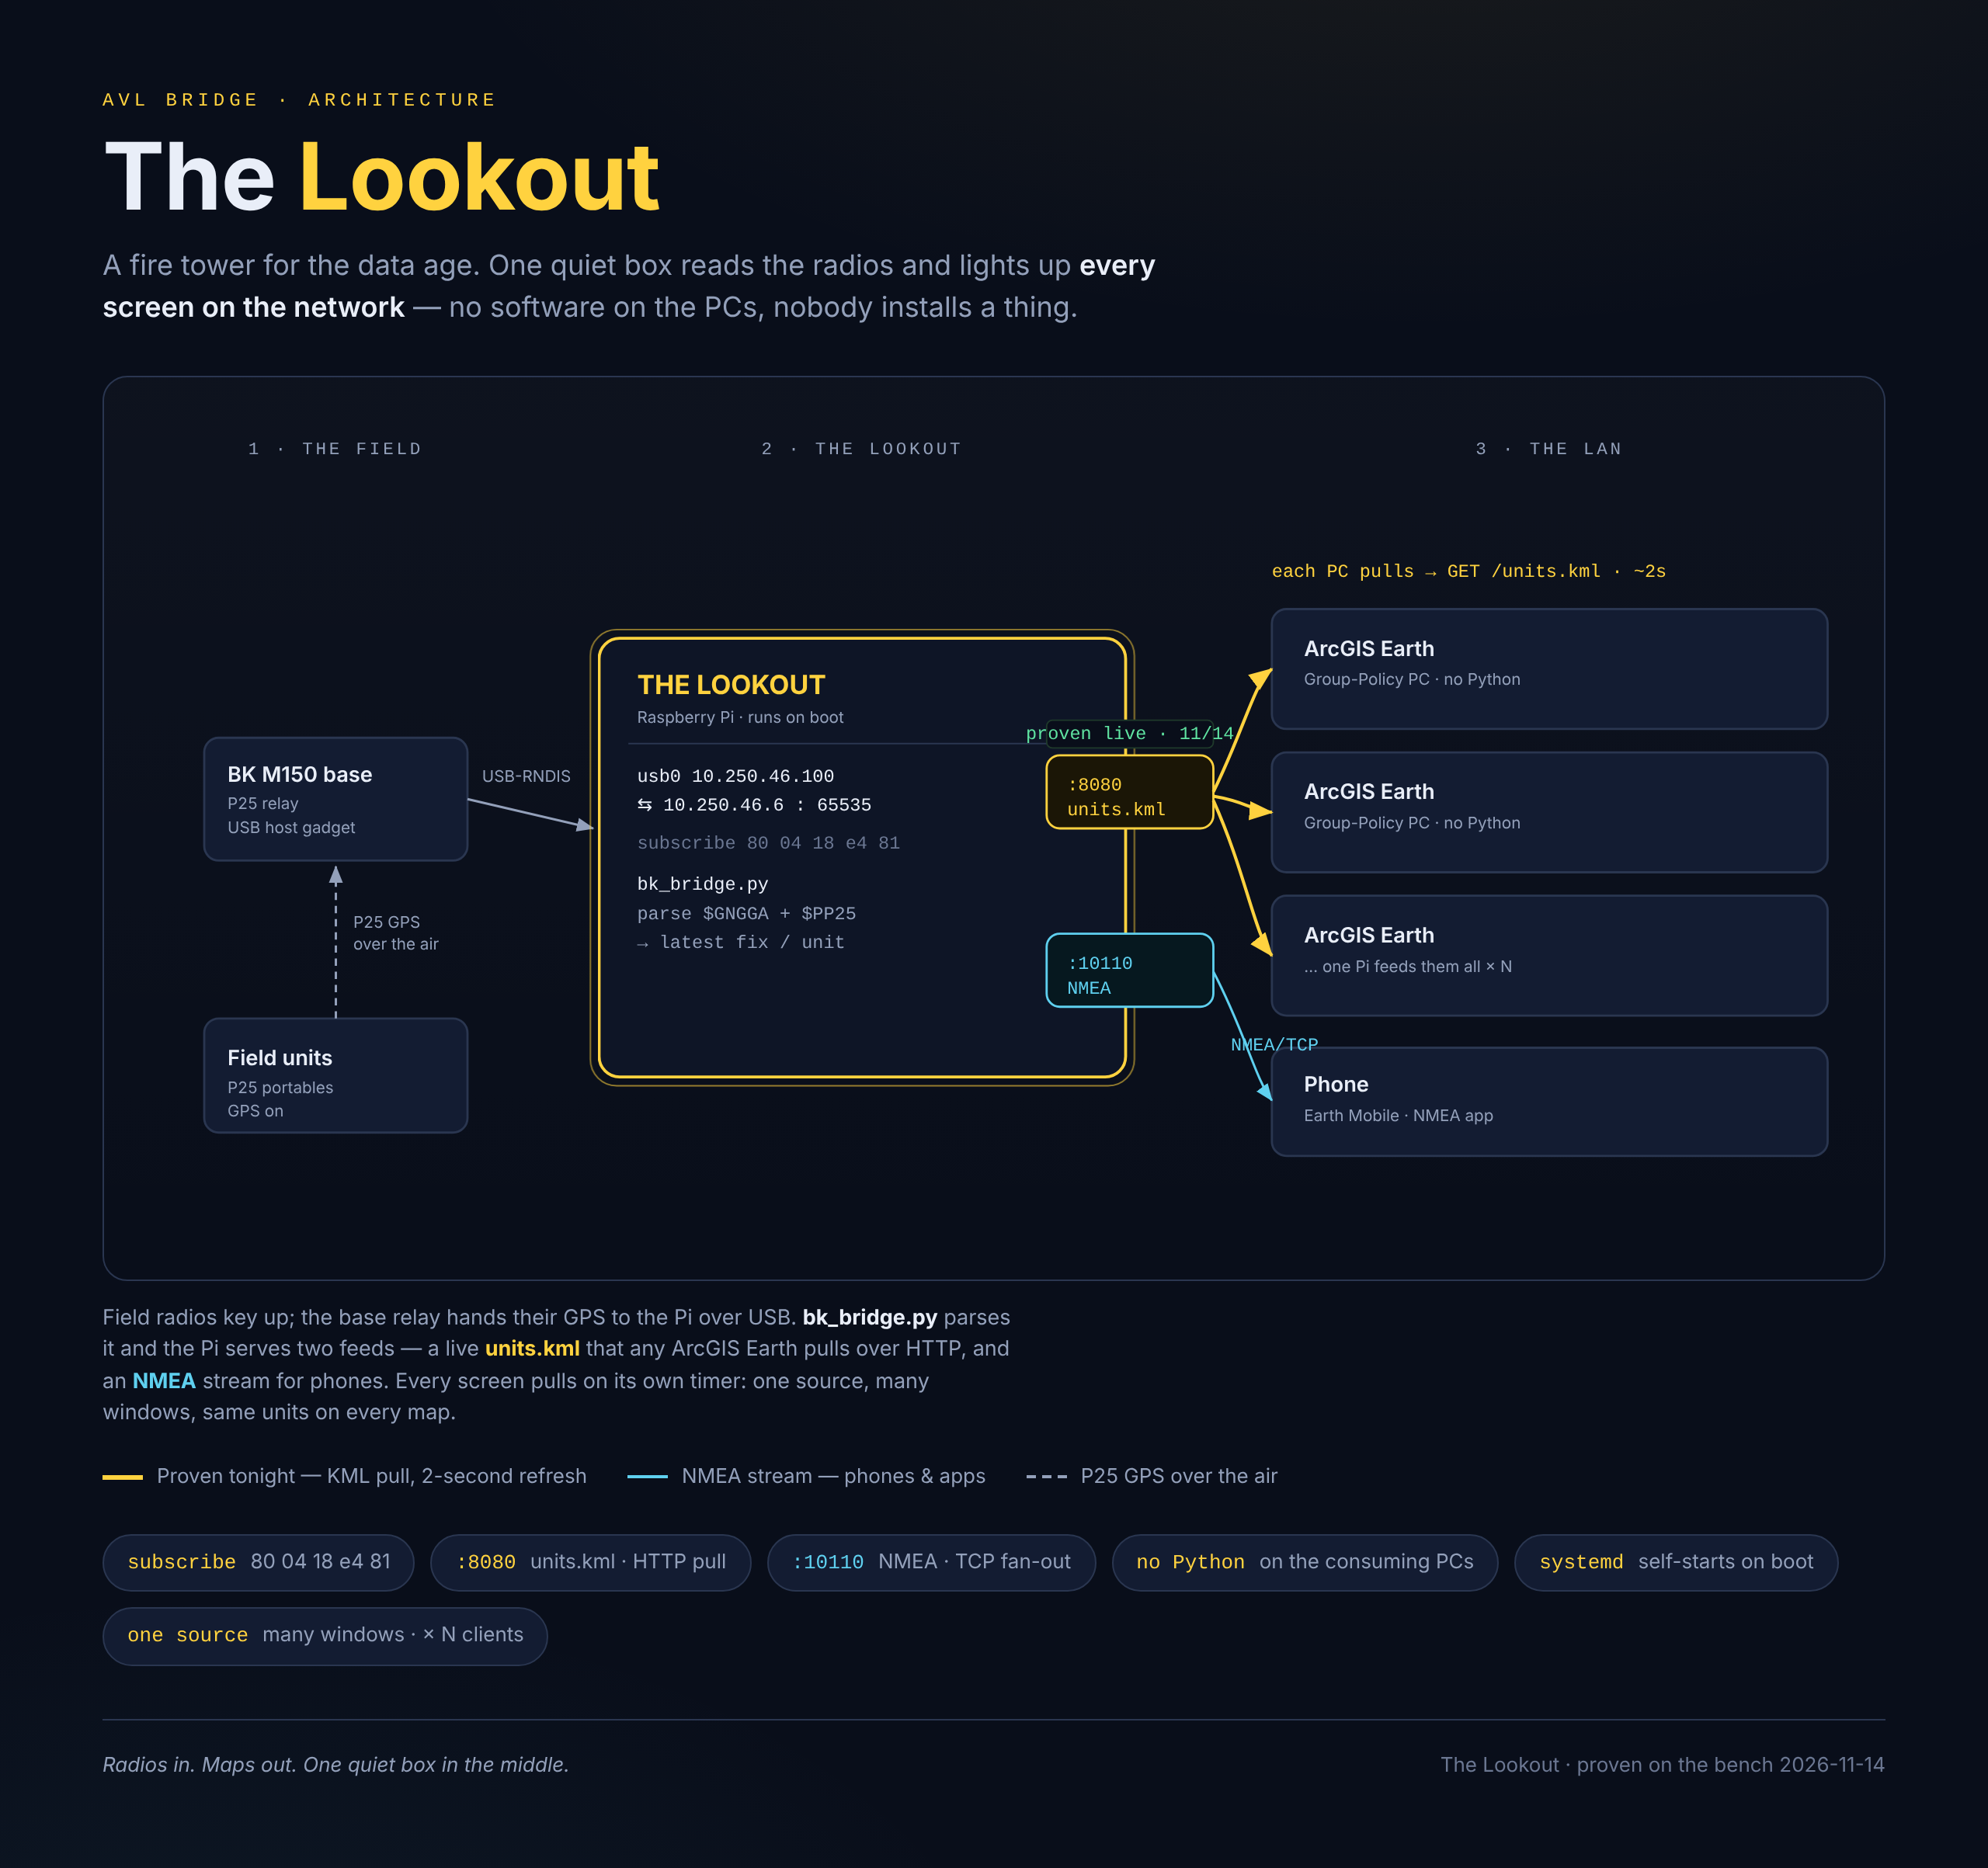 AVL BRIDGE · ARCHITECTURE
The Lookout
A fire tower for the data age. One quiet box reads the radios and lights up every
screen on the network — no software on the PCs, nobody installs a thing.
1 · THE FIELD
2 · THE LOOKOUT
3 · THE LAN
BK M150 base
P25 relay
USB host gadget
USB-RNDIS
P25 GPS
over the air
Field units
P25 portables
GPS on
THE LOOKOUT
Raspberry Pi · runs on boot
usb0 10.250.46.100
⇆ 10.250.46.6 : 65535
subscribe 80 04 18 e4 81
bk_bridge.py
parse $GNGGA + $PP25
→ latest fix / unit
proven live · 11/14
:8080
units.kml
:10110
NMEA
each PC pulls → GET /units.kml · ~2s
ArcGIS Earth
Group-Policy PC · no Python
ArcGIS Earth
Group-Policy PC · no Python
ArcGIS Earth
... one Pi feeds them all × N
NMEA/TCP
Phone
Earth Mobile · NMEA app
Field radios key up; the base relay hands their GPS to the Pi over USB. bk_bridge.py parses
it and the Pi serves two feeds — a live units.kml that any ArcGIS Earth pulls over HTTP, and
an NMEA stream for phones. Every screen pulls on its own timer: one source, many
windows, same units on every map.
Proven tonight — KML pull, 2-second refresh
NMEA stream — phones & apps
P25 GPS over the air
subscribe 80 04 18 e4 81
:8080 units.kml · HTTP pull
:10110 NMEA · TCP fan-out
no Python on the consuming PCs
systemd self-starts on boot
one source many windows · × N clients
Radios in. Maps out. One quiet box in the middle.
The Lookout · proven on the bench 2026-11-14